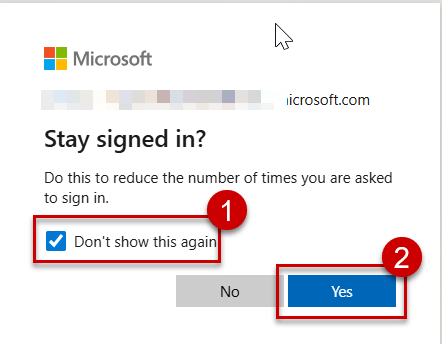 Microsoft
icrosoft.com
Stay signed in?
Do this to reduce the number of times you are asked
to sign in.
1
Don't show this again
2
No
Yes